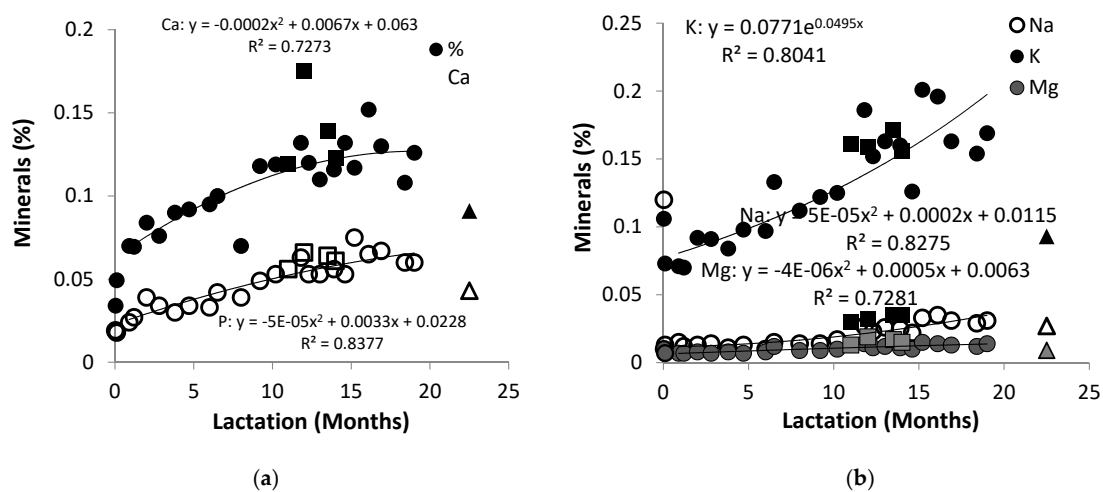 Ca: y = -0.0002x² + 0.0067x + 0.063
R² = 0.7273
% Ca
P: y = -5E-05x² + 0.0033x + 0.0228
R² = 0.8377
0.2
0.15
0.1
0.05
0
Minerals (%)
0 5 10 15 20 25
Lactation (Months)
(a)
K: y = 0.0771e^0.0495x
R² = 0.8041
Na
K
Mg
Na: y = 5E-05x² + 0.0002x + 0.0115
R² = 0.8275
Mg: y = -4E-06x² + 0.0005x + 0.0063
R² = 0.7281
0.25
0.2
0.15
0.1
0.05
0
Minerals (%)
0 5 10 15 20 25
Lactation (Months)
(b)